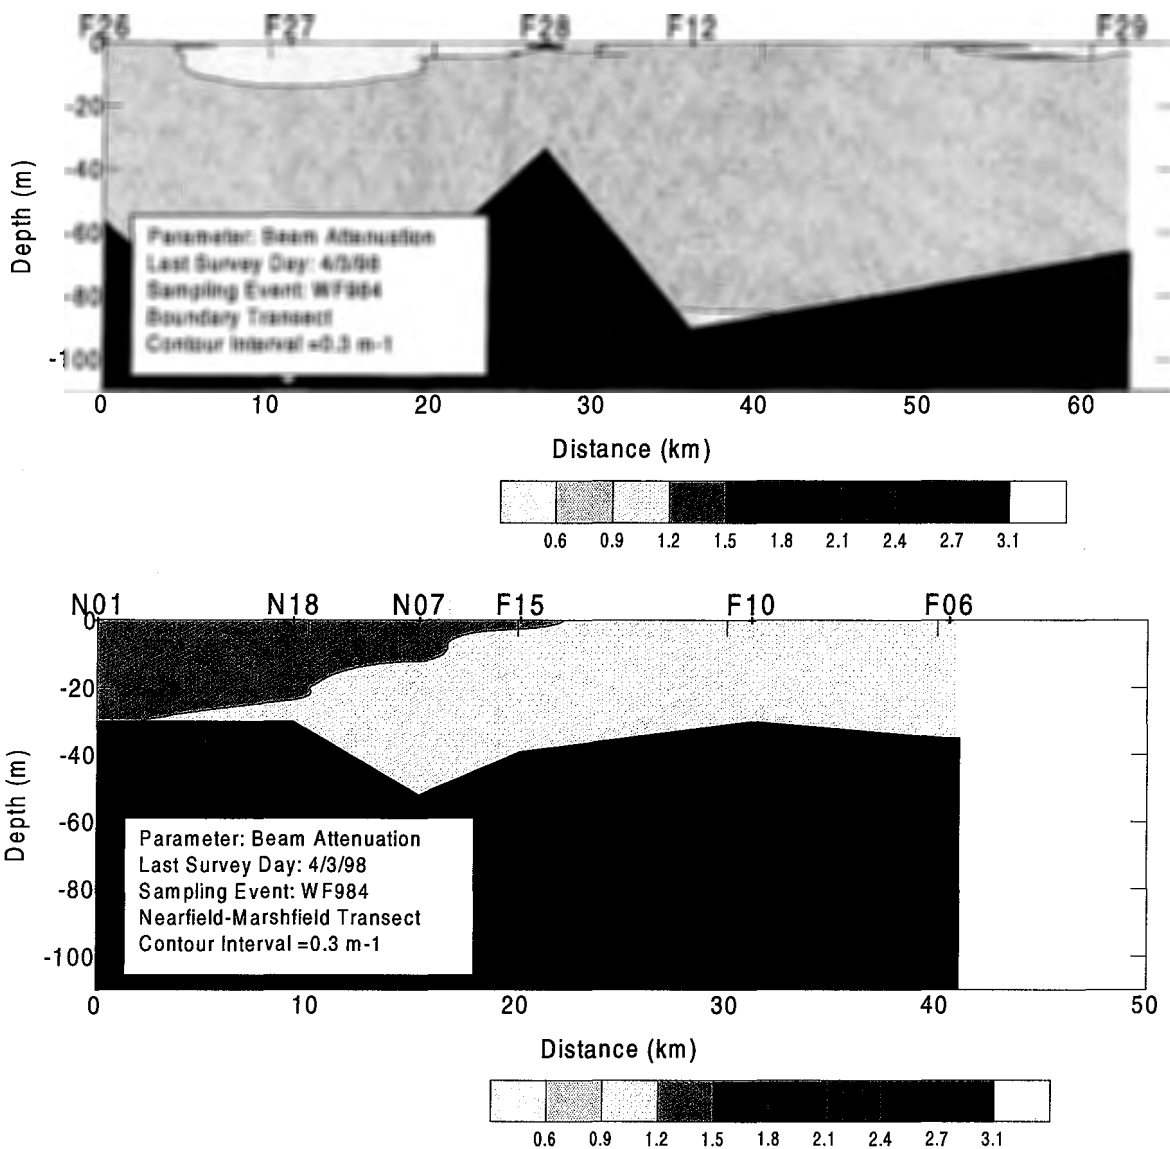 F26 F27 F28 F12 F29
0
-20
-40
-60
-80
-100
Depth (m)
Parameter: Beam Attenuation
Last Survey Day: 4/3/98
Sampling Event: WF984
Boundary Transect
Contour Interval =0.3 m-1
0 10 20 30 40 50 60
Distance (km)
0.6 0.9 1.2 1.5 1.8 2.1 2.4 2.7 3.1
N01 N18 N07 F15 F10 F06
0
-20
-40
-60
-80
-100
Depth (m)
Parameter: Beam Attenuation
Last Survey Day: 4/3/98
Sampling Event: WF984
Nearfield-Marshfield Transect
Contour Interval =0.3 m-1
0 10 20 30 40 50
Distance (km)
0.6 0.9 1.2 1.5 1.8 2.1 2.4 2.7 3.1